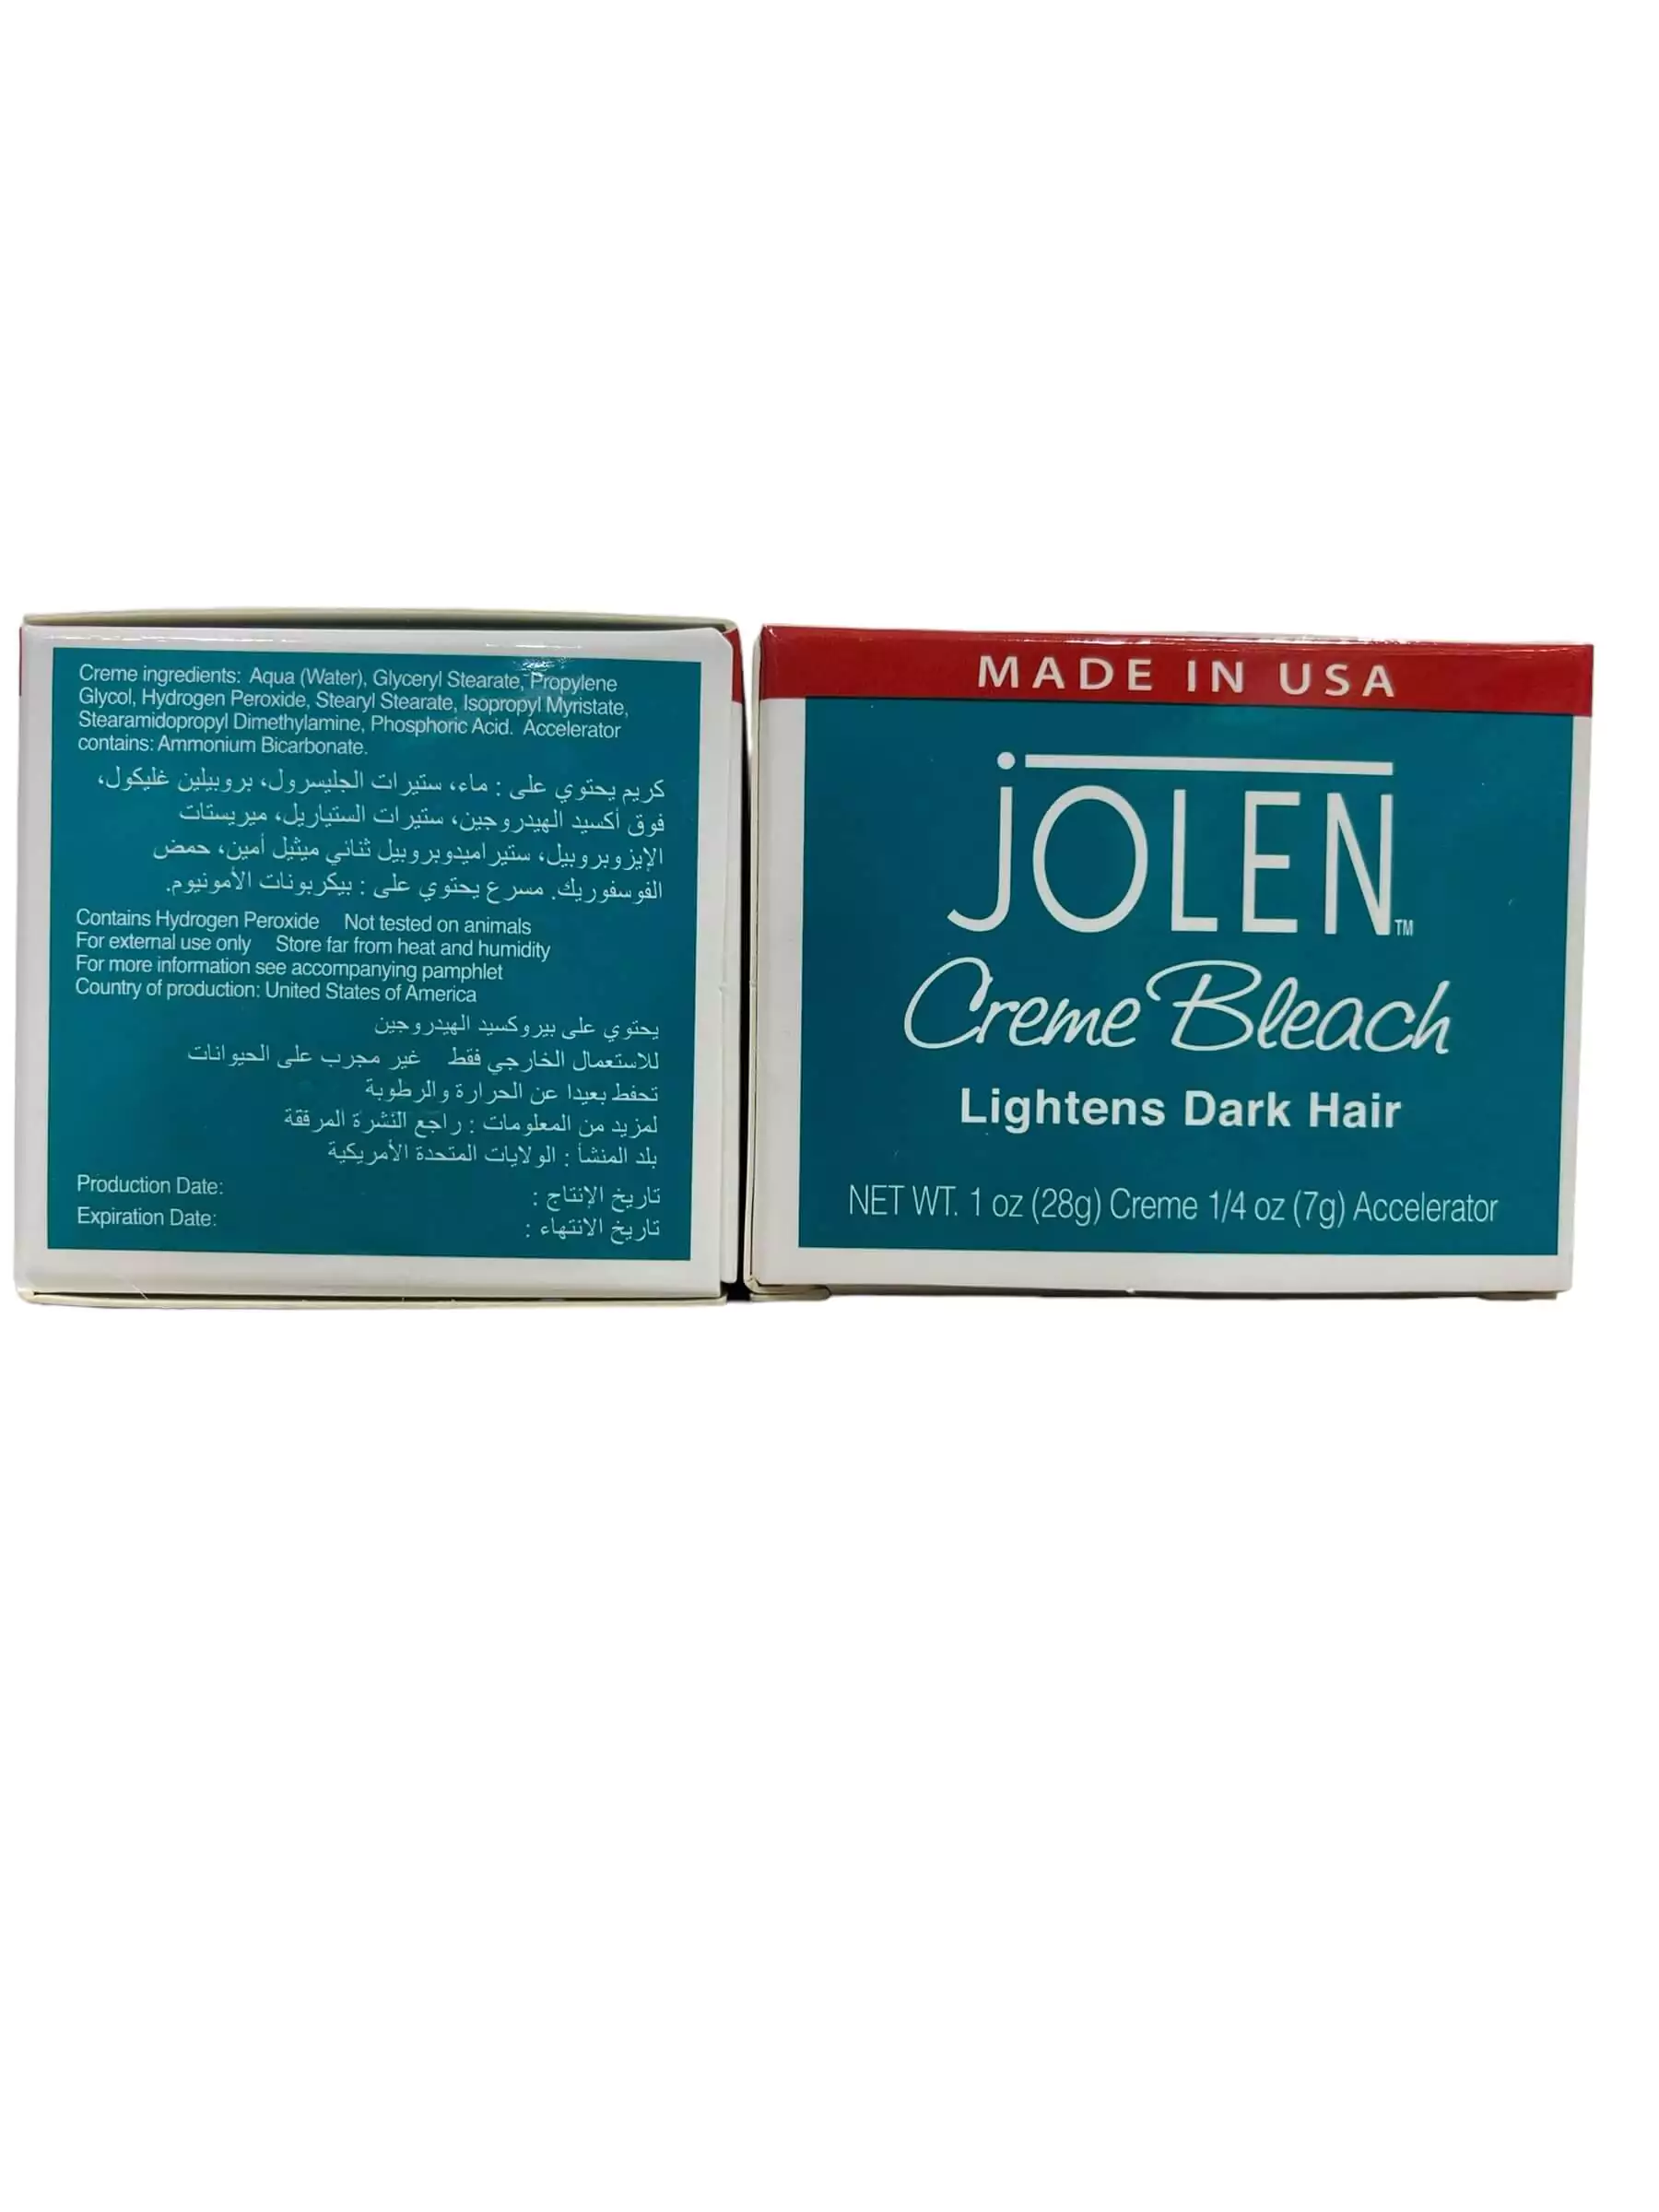 Creme ingredients: Aqua (Water), Glyceryl Stearate, Propylene
Glycol, Hydrogen Peroxide, Stearyl Stearate, Isopropyl Myristate,
Stearamidopropyl Dimethylamine, Phosphoric Acid. Accelerator
contains: Ammonium Bicarbonate.
كريم يحتوي على : ماء، ستيرات الجليسرول، بروبيلين غليكول،
فوق أكسيد الهيدروجين، ستيرات الستياريل، ميريستات
الإيزوبروبيل، ستيراميدوبروبيل ثنائي ميثيل أمين، حمض
الفوسفوريك. مسرع يحتوي على : بيكربونات الأمونيوم.
Contains Hydrogen Peroxide Not tested on animals
For external use only Store far from heat and humidity
For more information see accompanying pamphlet
Country of production: United States of America
يحتوي على بيروكسيد الهيدروجين
للاستعمال الخارجي فقط غير مجرب على الحيوانات
تحفط بعيدا عن الحرارة والرطوبة
لمزيد من المعلومات : راجع النشرة المرفقة
بلد المنشأ : الولايات المتحدة الأمريكية
Production Date: تاريخ الإنتاج :
Expiration Date: تاريخ الانتهاء :
MADE IN USA
JOLEN™
Creme Bleach
Lightens Dark Hair
NET WT. 1 oz (28g) Creme 1/4 oz (7g) Accelerator